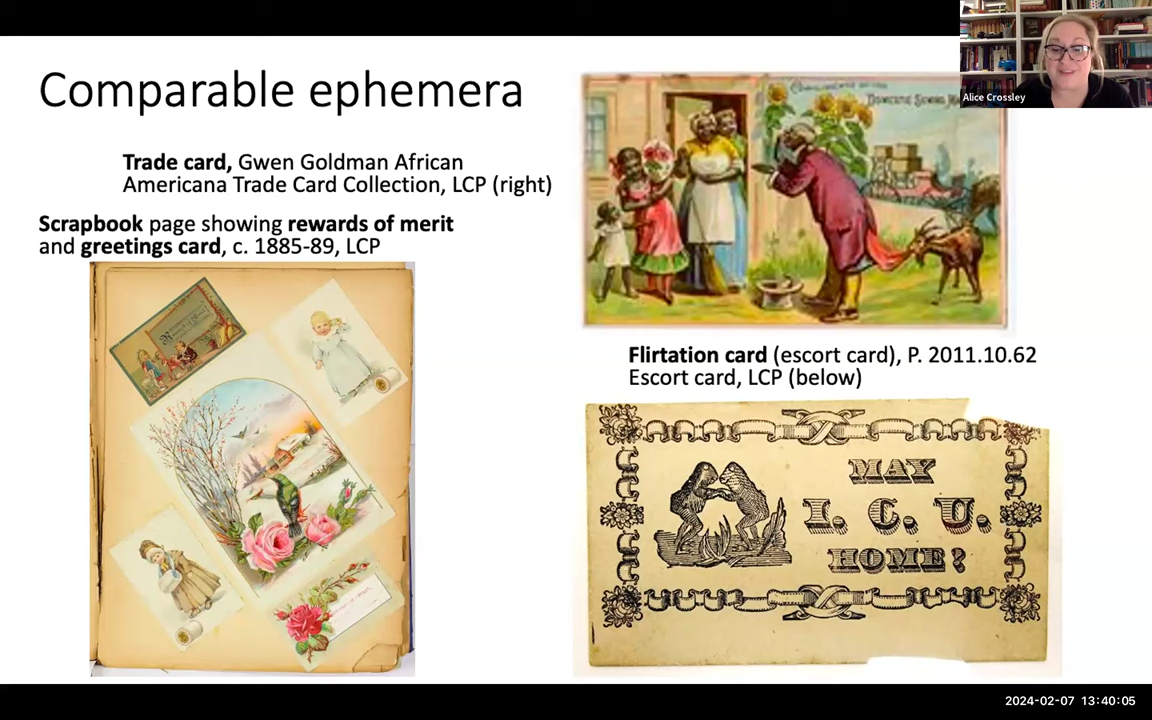 Comparable ephemera
Alice Crossley
Trade card, Gwen Goldman African
Americana Trade Card Collection, LCP (right)
Scrapbook page showing rewards of merit
and greetings card, c. 1885-89, LCP
DOMESTIC SEWING
Flirtation card (escort card), P. 2011.10.62
Escort card, LCP (below)
MAY
I. C. U.
HOME?
2024-02-07 13:40:05